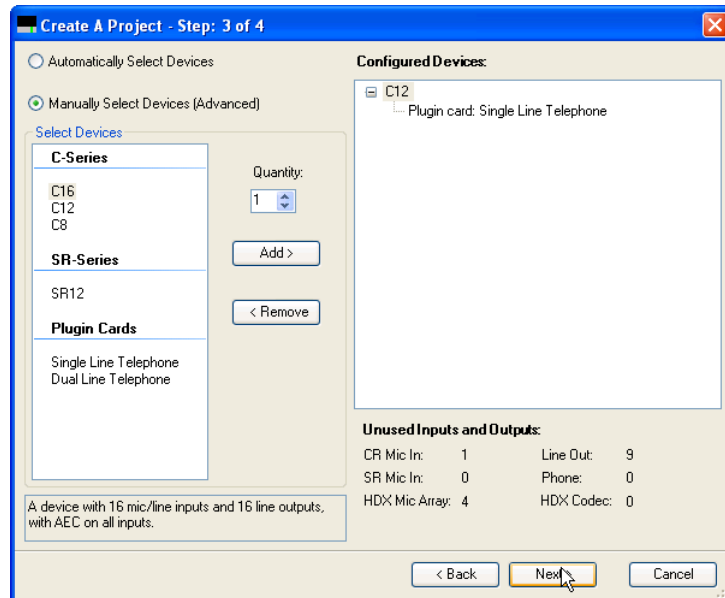 Create A Project - Step: 3 of 4
Automatically Select Devices
Manually Select Devices (Advanced)
Select Devices
C-Series
C16
C12
C8
SR-Series
SR12
Plugin Cards
Single Line Telephone
Dual Line Telephone
Quantity:
1
Add >
< Remove
A device with 16 mic/line inputs and 16 line outputs,
with AEC on all inputs.
Configured Devices:
C12
Plugin card: Single Line Telephone
Unused Inputs and Outputs:
CR Mic In: 1 Line Out: 9
SR Mic In: 0 Phone: 0
HDX Mic Array: 4 HDX Codec: 0
< Back Next Cancel